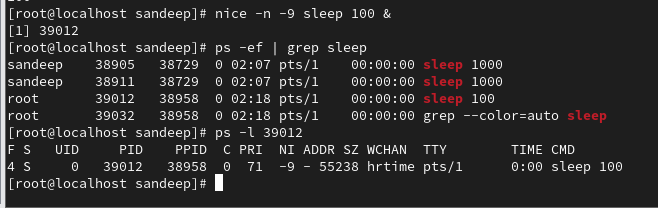 [root@localhost sandeep]# nice -n -9 sleep 100 &
[1] 39012
[root@localhost sandeep]# ps -ef | grep sleep
sandeep    38905   38729  0 02:07 pts/1    00:00:00 sleep 1000
sandeep    38911   38729  0 02:07 pts/1    00:00:00 sleep 1000
root       39012   38958  0 02:18 pts/1    00:00:00 sleep 100
root       39032   38958  0 02:18 pts/1    00:00:00 grep --color=auto sleep
[root@localhost sandeep]# ps -l 39012
F S   UID     PID    PPID  C PRI  NI ADDR SZ WCHAN  TTY        TIME CMD
4 S     0   39012   38958  0  71  -9 - 55238 hrtime pts/1      0:00 sleep 100
[root@localhost sandeep]#